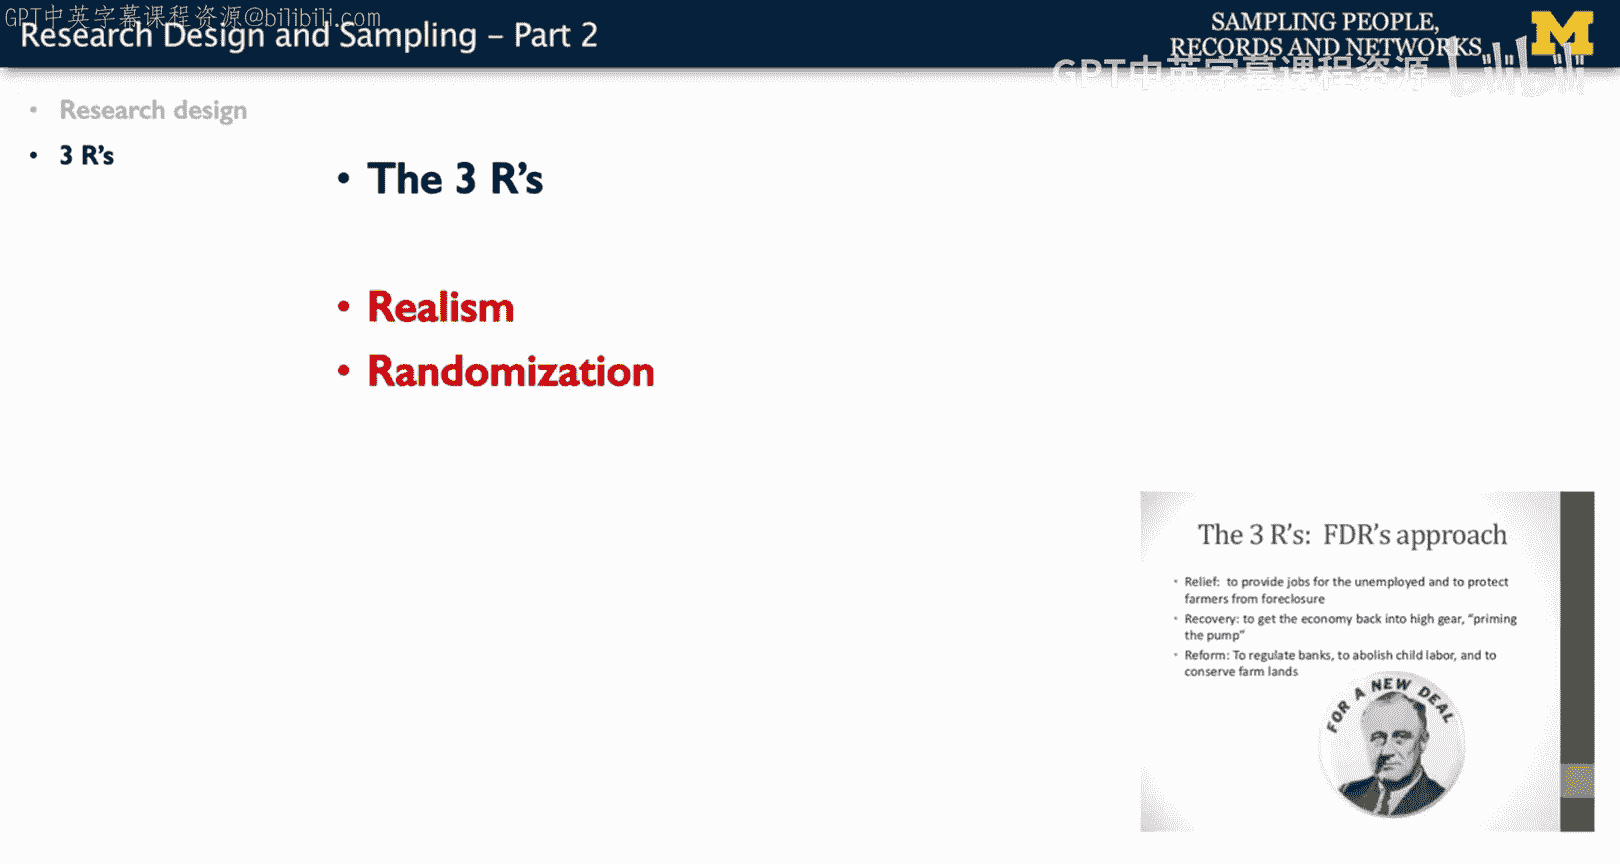 GPT中英字幕课程资源@bilibili.com
Research Design and Sampling – Part 2
SAMPLING PEOPLE,
RECORDS AND NETWORKS
M
GPT中英字幕课程资源
bilibili
• Research design
• 3 R's
• The 3 R's
• Realism
• Randomization
The 3 R's: FDR's approach
• Relief: to provide jobs for the unemployed and to protect
farmers from foreclosure
• Recovery: to get the economy back into high gear, "priming
the pump"
• Reform: To regulate banks, to abolish child labor, and to
conserve farm lands
FOR A NEW DEAL